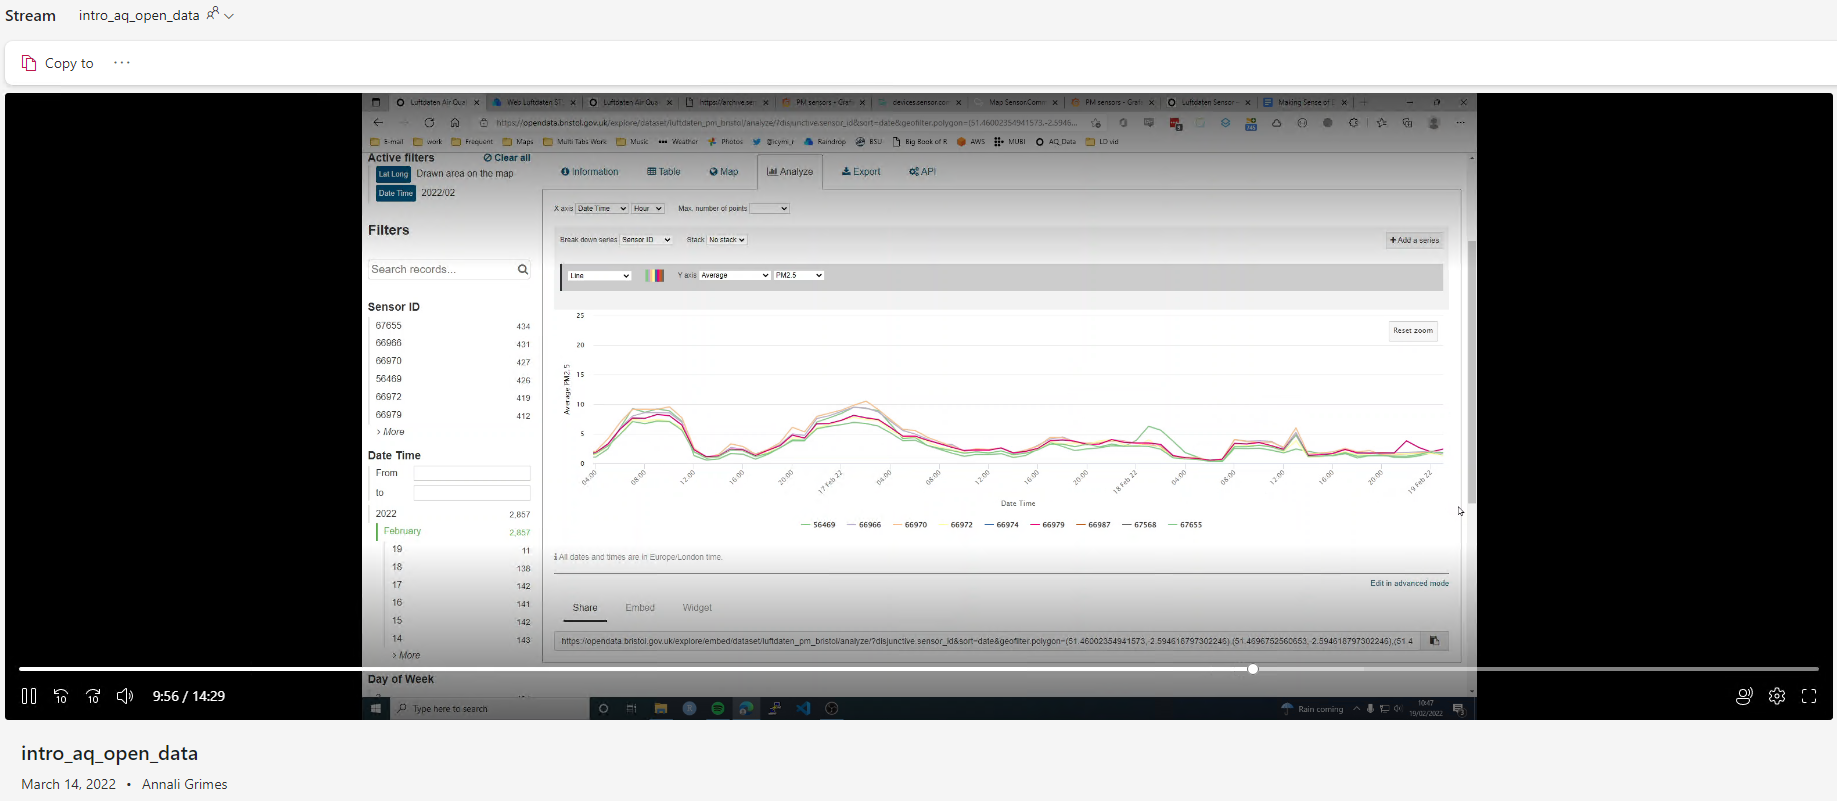 Stream intro_aq_open_data
Copy to ...
Luftdaten Air Qual Web Luftdaten ST Luftdaten Air Qual https://archive.se PM sensors - Graf devices.sensor.com Map Sensor.Comm PM sensors - Graf Luftdaten Sensor - Making Sense of
https://opendata.bristol.gov.uk/explore/dataset/luftdaten_pm_bristol/analyze/?disjunctive.sensor_id&sort=date&geofilter.polygon=(51.46002354941573,-2.5946...
E-mail work Frequent Maps Multi Tabs Work Music Weather Photos @icymi_r Raindrop BSU Big Book of R AWS MUBI AQ_Data LD vid
Active filters Clear all
Lat Long Drawn area on the map
Date Time 2022/02
Information Table Map Analyze Export API
Filters
Search records...
Sensor ID
67655 434
66966 431
66970 427
56469 426
66972 419
66979 412
> More
Date Time
From
to
2022 2,857
February 2,857
19 11
18 138
17 142
16 141
15 142
14 143
> More
Day of Week
X axis Date Time Hour Max. number of points
Break down series Sensor ID Stack No stack + Add a series
Line Y axis Average PM2.5
Reset zoom
25
20
15
10
5
0
Average PM2.5
04:00 08:00 12:00 16:00 20:00 17 Feb 22 04:00 08:00 12:00 16:00 20:00 18 Feb 22 04:00 08:00 12:00 16:00 20:00 19 Feb 22
Date Time
56469 66966 66970 66972 66974 66979 66987 67568 67655
All dates and times are in Europe/London time.
Edit in advanced mode
Share Embed Widget
https://opendata.bristol.gov.uk/explore/embed/dataset/luftdaten_pm_bristol/analyze/?disjunctive.sensor_id&sort=date&geofilter.polygon=(51.46002354941573,-2.594618797302246),(51.4696752560653,-2.594618797302246),(51.4
10 10 9:56 / 14:29
Type here to search
Rain coming
10:47
19/02/2022
intro_aq_open_data
March 14, 2022 • Annali Grimes